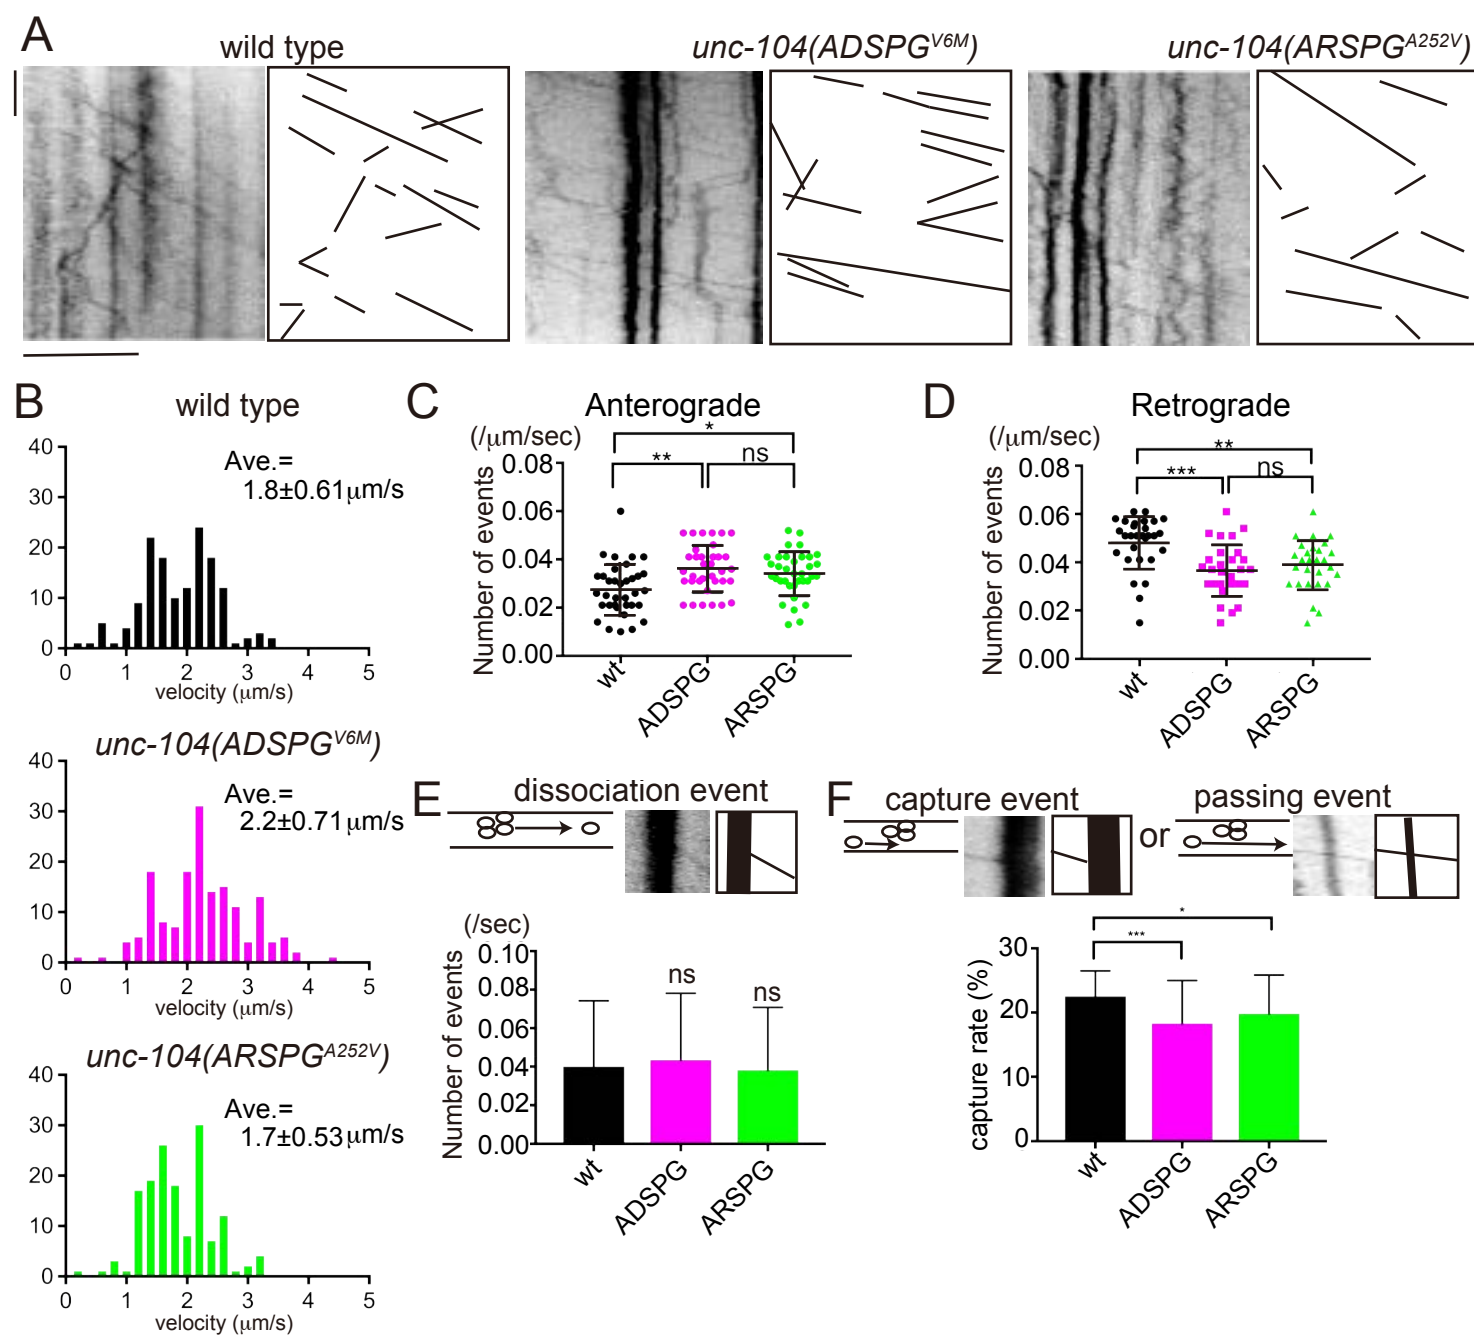 A
wild type
unc-104(ADSPG^V6M)
unc-104(ARSPG^A252V)
B
wild type
40
30
20
10
0
Ave.=
1.8±0.61μm/s
0 1 2 3 4 5
velocity (μm/s)
unc-104(ADSPG^V6M)
40
30
20
10
0
Ave.=
2.2±0.71μm/s
0 1 2 3 4 5
velocity (μm/s)
unc-104(ARSPG^A252V)
40
30
20
10
0
Ave.=
1.7±0.53μm/s
0 1 2 3 4 5
velocity (μm/s)
C
Anterograde
(/μm/sec)
Number of events
0.08
0.06
0.04
0.02
0.00
*
**
ns
wt
ADSPG
ARSPG
D
Retrograde
(/μm/sec)
Number of events
0.08
0.06
0.04
0.02
0.00
**
***
ns
wt
ADSPG
ARSPG
E
dissociation event
(/sec)
Number of events
0.10
0.08
0.06
0.04
0.02
0.00
ns
ns
wt
ADSPG
ARSPG
F
capture event
or
passing event
capture rate (%)
30
20
10
0
*
***
wt
ADSPG
ARSPG